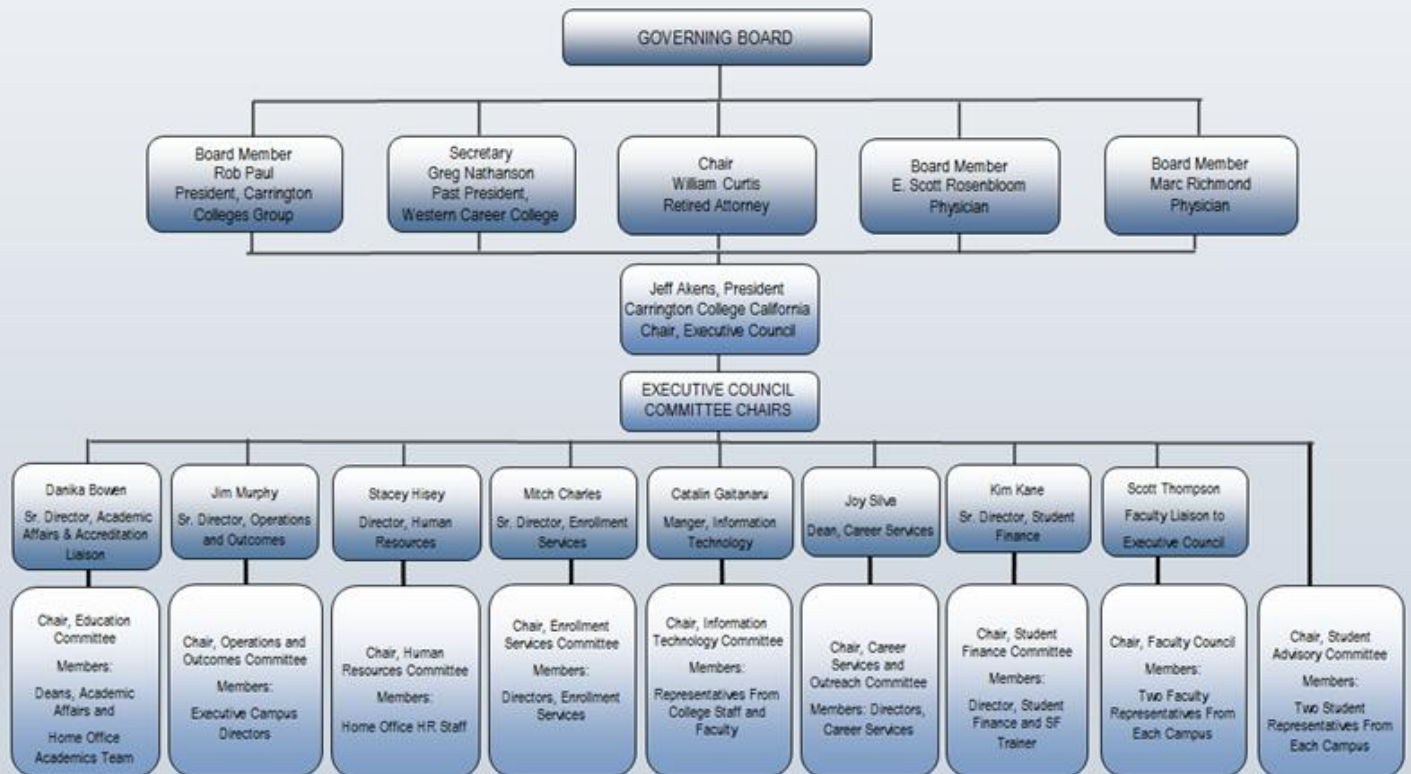 GOVERNING BOARD
Board Member
Rob Paul
President, Carrington
Colleges Group
Secretary
Greg Nathanson
Past President,
Western Career College
Chair
William Curtis
Retired Attorney
Board Member
E. Scott Rosenbloom
Physician
Board Member
Marc Richmond
Physician
Jeff Akens, President
Carrington College California
Chair, Executive Council
EXECUTIVE COUNCIL
COMMITTEE CHAIRS
Danika Bowen
Sr. Director, Academic
Affairs & Accreditation
Liaison
Jim Murphy
Sr. Director, Operations
and Outcomes
Stacey Hisey
Director, Human
Resources
Mitch Charles
Sr. Director, Enrollment
Services
Catalin Gaitanaru
Manger, Information
Technology
Joy Silva
Dean, Career Services
Kim Kane
Sr. Director, Student
Finance
Scott Thompson
Faculty Liaison to
Executive Council
Chair, Education
Committee
Members:
Deans, Academic
Affairs and
Home Office
Academics Team
Chair, Operations and
Outcomes Committee
Members:
Executive Campus
Directors
Chair, Human
Resources Committee
Members:
Home Office HR Staff
Chair, Enrollment
Services Committee
Members:
Directors, Enrollment
Services
Chair, Information
Technology Committee
Members:
Representatives From
College Staff and
Faculty
Chair, Career
Services and
Outreach Committee
Members: Directors,
Career Services
Chair, Student
Finance Committee
Members:
Director, Student
Finance and SF
Trainer
Chair, Faculty Council
Members:
Two Faculty
Representatives From
Each Campus
Chair, Student
Advisory Committee
Members:
Two Student
Representatives From
Each Campus